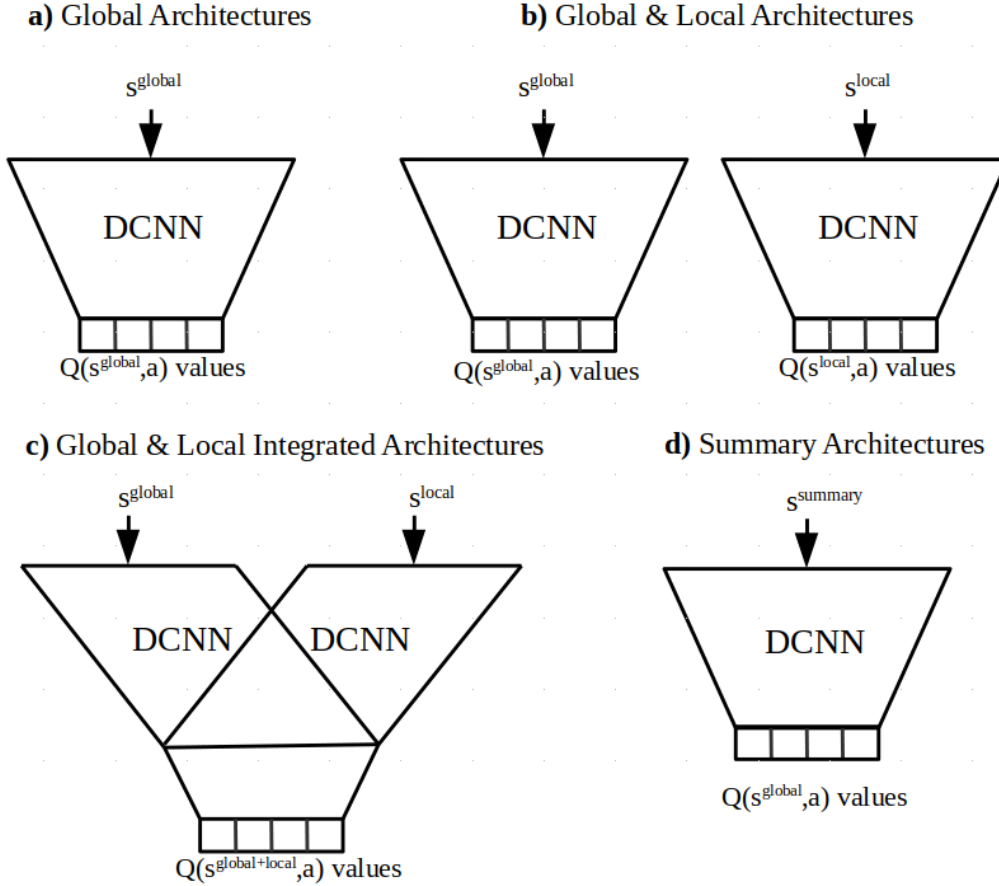 a) Global Architectures
b) Global & Local Architectures
s^global
s^global
s^local
DCNN
DCNN
DCNN
Q(s^global,a) values
Q(s^global,a) values
Q(s^local,a) values
c) Global & Local Integrated Architectures
d) Summary Architectures
s^global
s^local
s^summary
DCNN
DCNN
DCNN
Q(s^global,a) values
Q(s^global+local,a) values